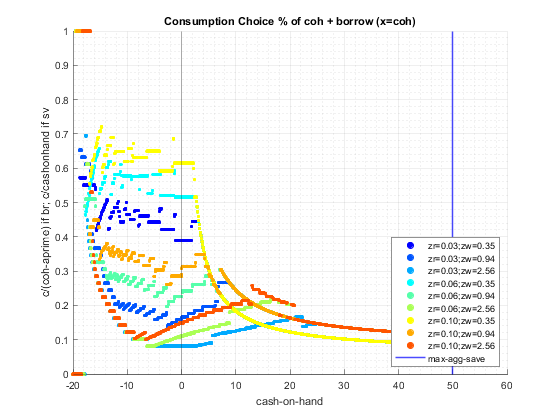 Consumption Choice % of coh + borrow (x=coh)
c/(coh-aprime) if br; c/cashonhand if sv
1
0.9
0.8
0.7
0.6
0.5
0.4
0.3
0.2
0.1
0
-20
-10
0
10
20
30
40
50
60
cash-on-hand
zr=0.03;zw=0.35
zr=0.03;zw=0.94
zr=0.03;zw=2.56
zr=0.06;zw=0.35
zr=0.06;zw=0.94
zr=0.06;zw=2.56
zr=0.10;zw=0.35
zr=0.10;zw=0.94
zr=0.10;zw=2.56
max-agg-save